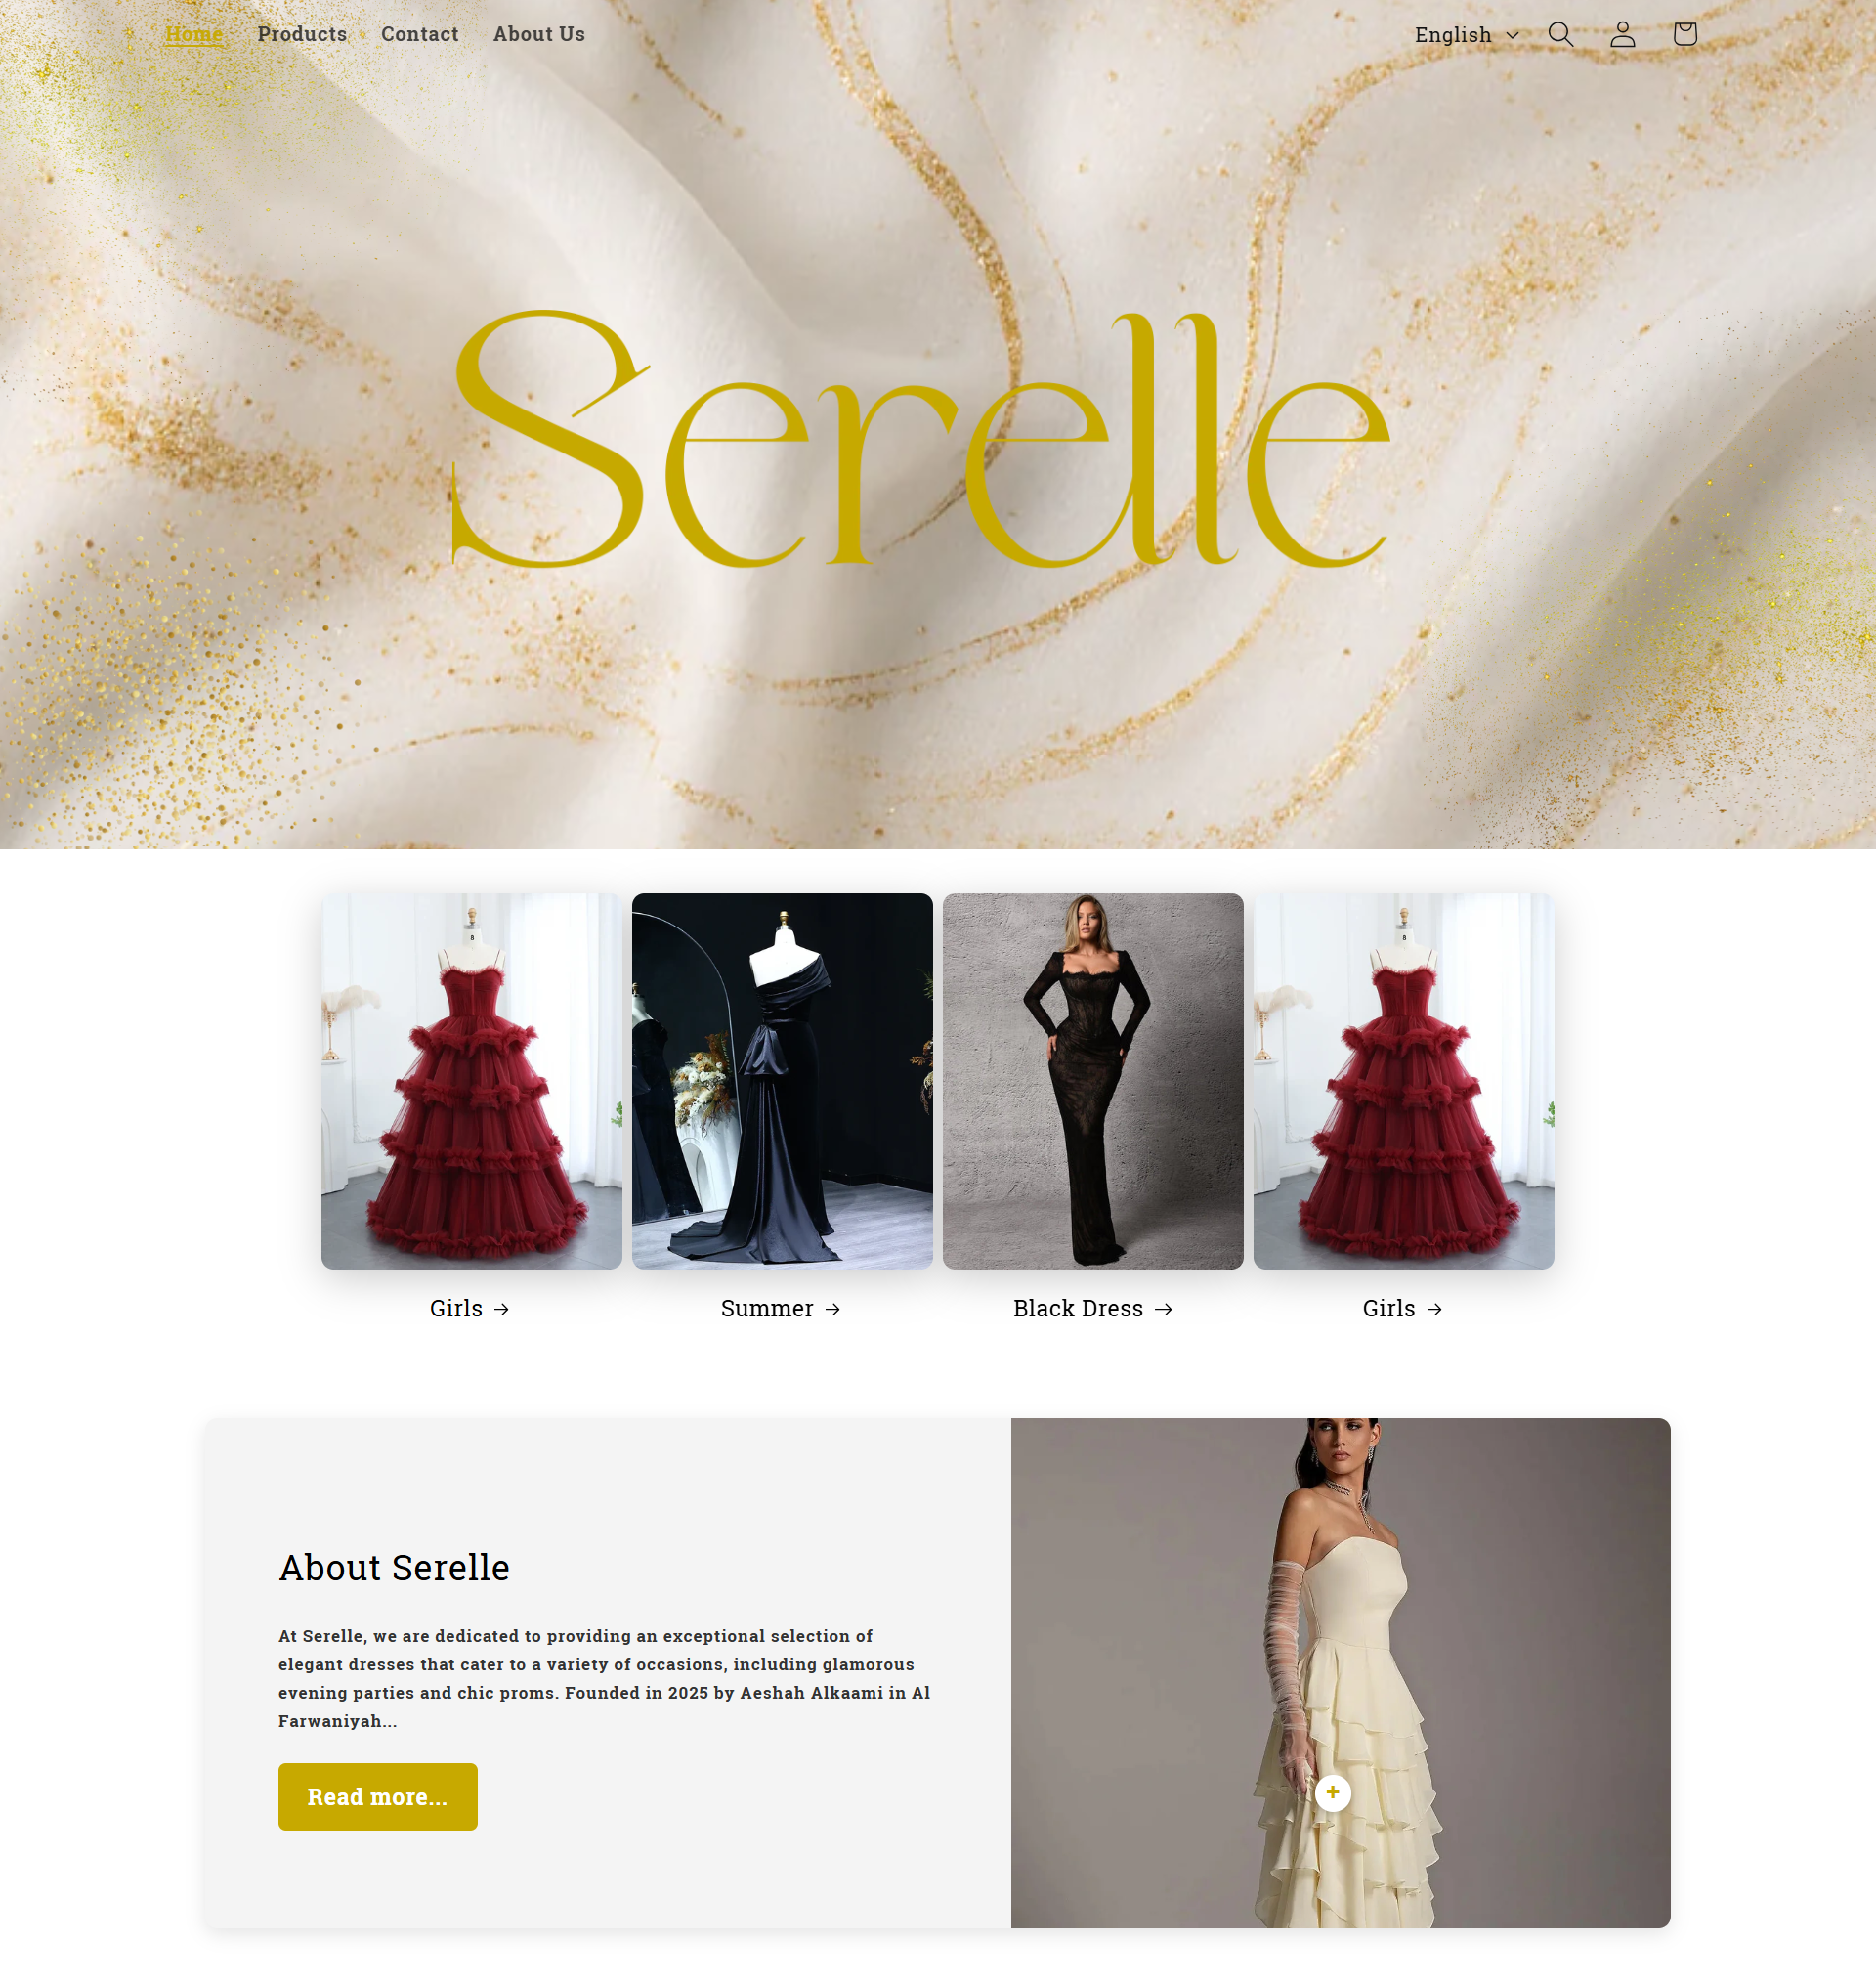 Home Products Contact About Us English
Serelle
8
8
Girls →
Summer →
Black Dress →
Girls →
About Serelle
At Serelle, we are dedicated to providing an exceptional selection of
elegant dresses that cater to a variety of occasions, including glamorous
evening parties and chic proms. Founded in 2025 by Aeshah Alkaami in Al
Farwaniyah...
Read more...
+